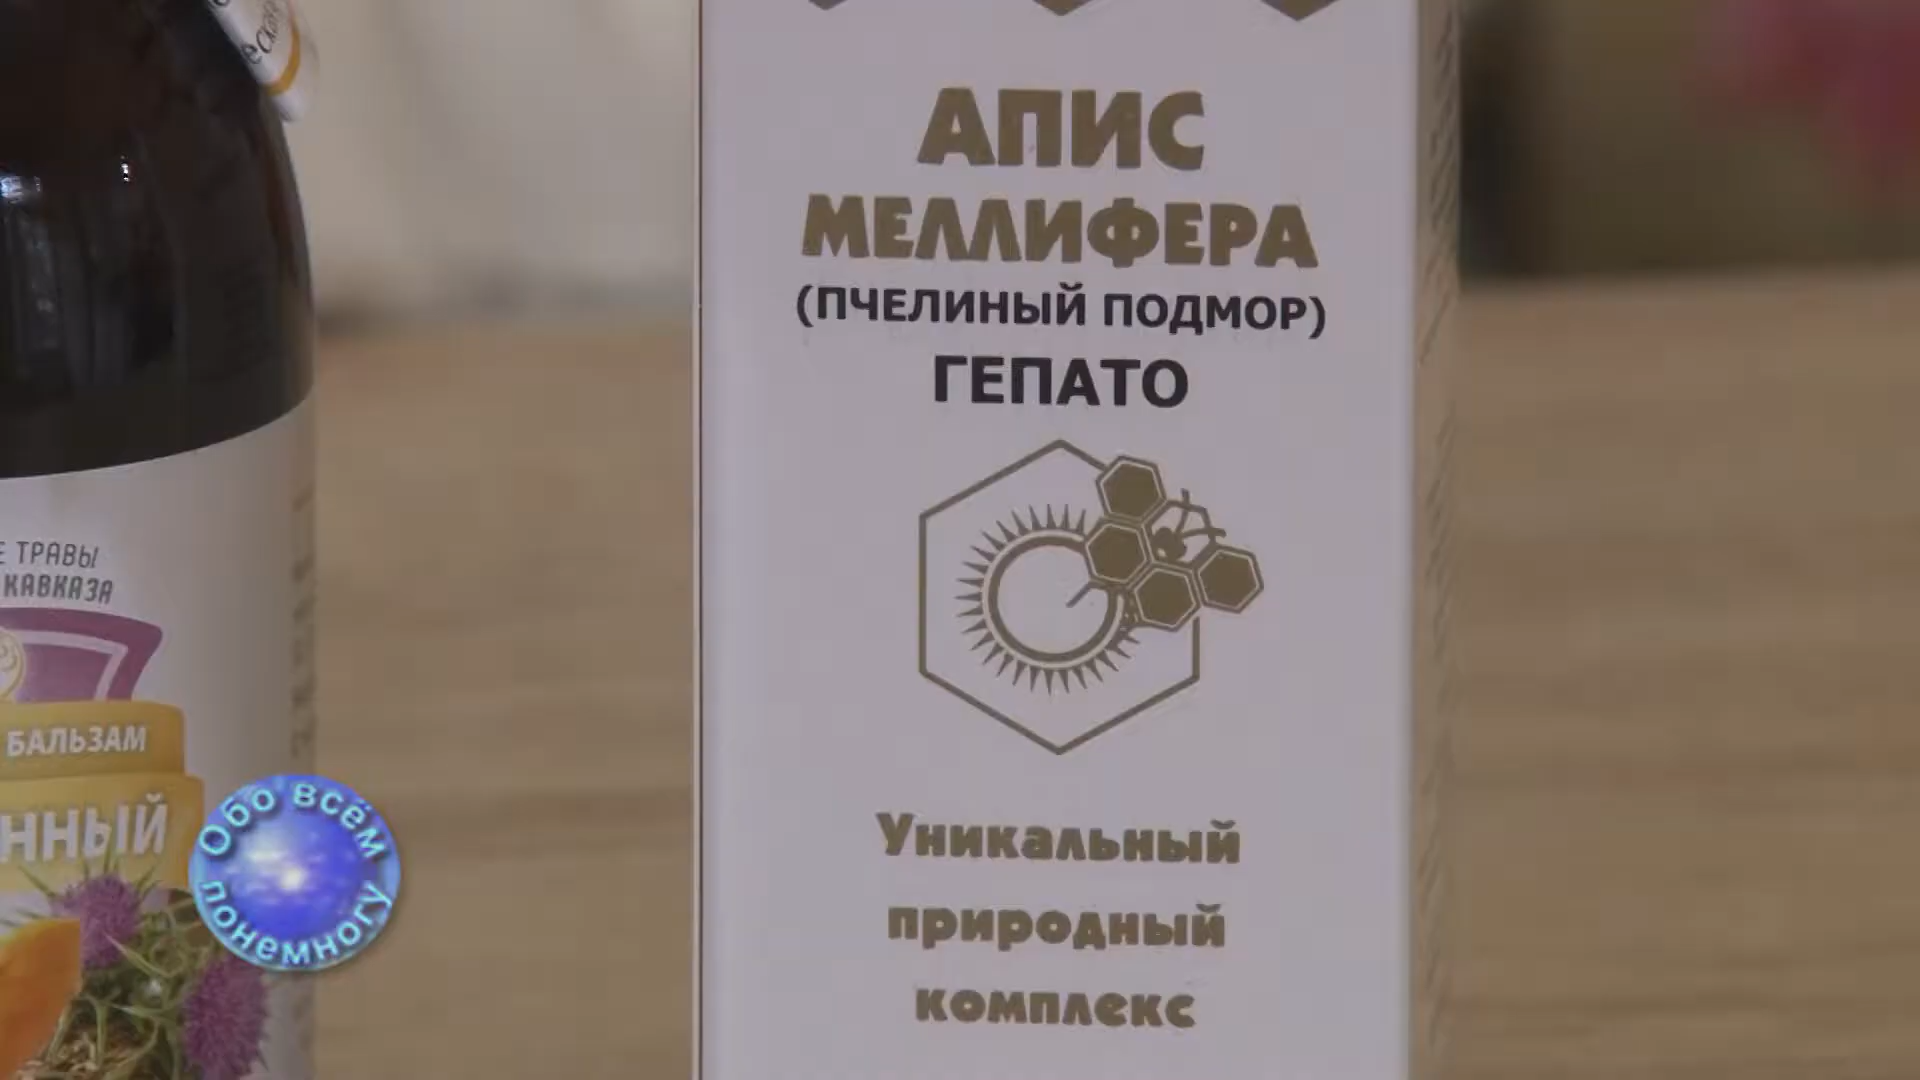 АПИС
МЕЛЛИФЕРА
(ПЧЕЛИНЫЙ ПОДМОР)
ГЕПАТО
Уникальный
природный
комплекс
ТРАВЫ
КАВКАЗА
БАЛЬЗАМ
Обо всём
понемногу